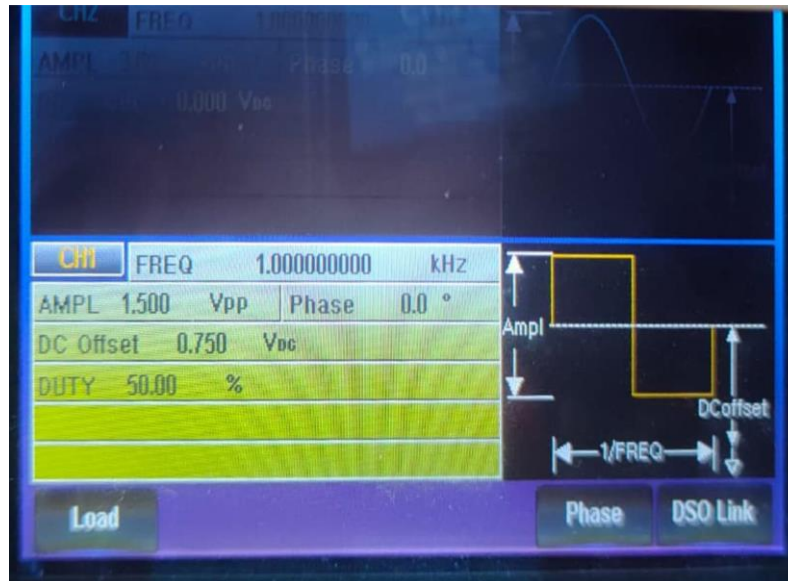 CH2 FREQ
AMPL Phase 0.0
0.000 VDC
CH1 FREQ 1.000000000 kHz
AMPL 1.500 Vpp Phase 0.0 °
DC Offset 0.750 VDC
DUTY 50.00 %
Ampl
DCoffset
1/FREQ
Load Phase DSO Link